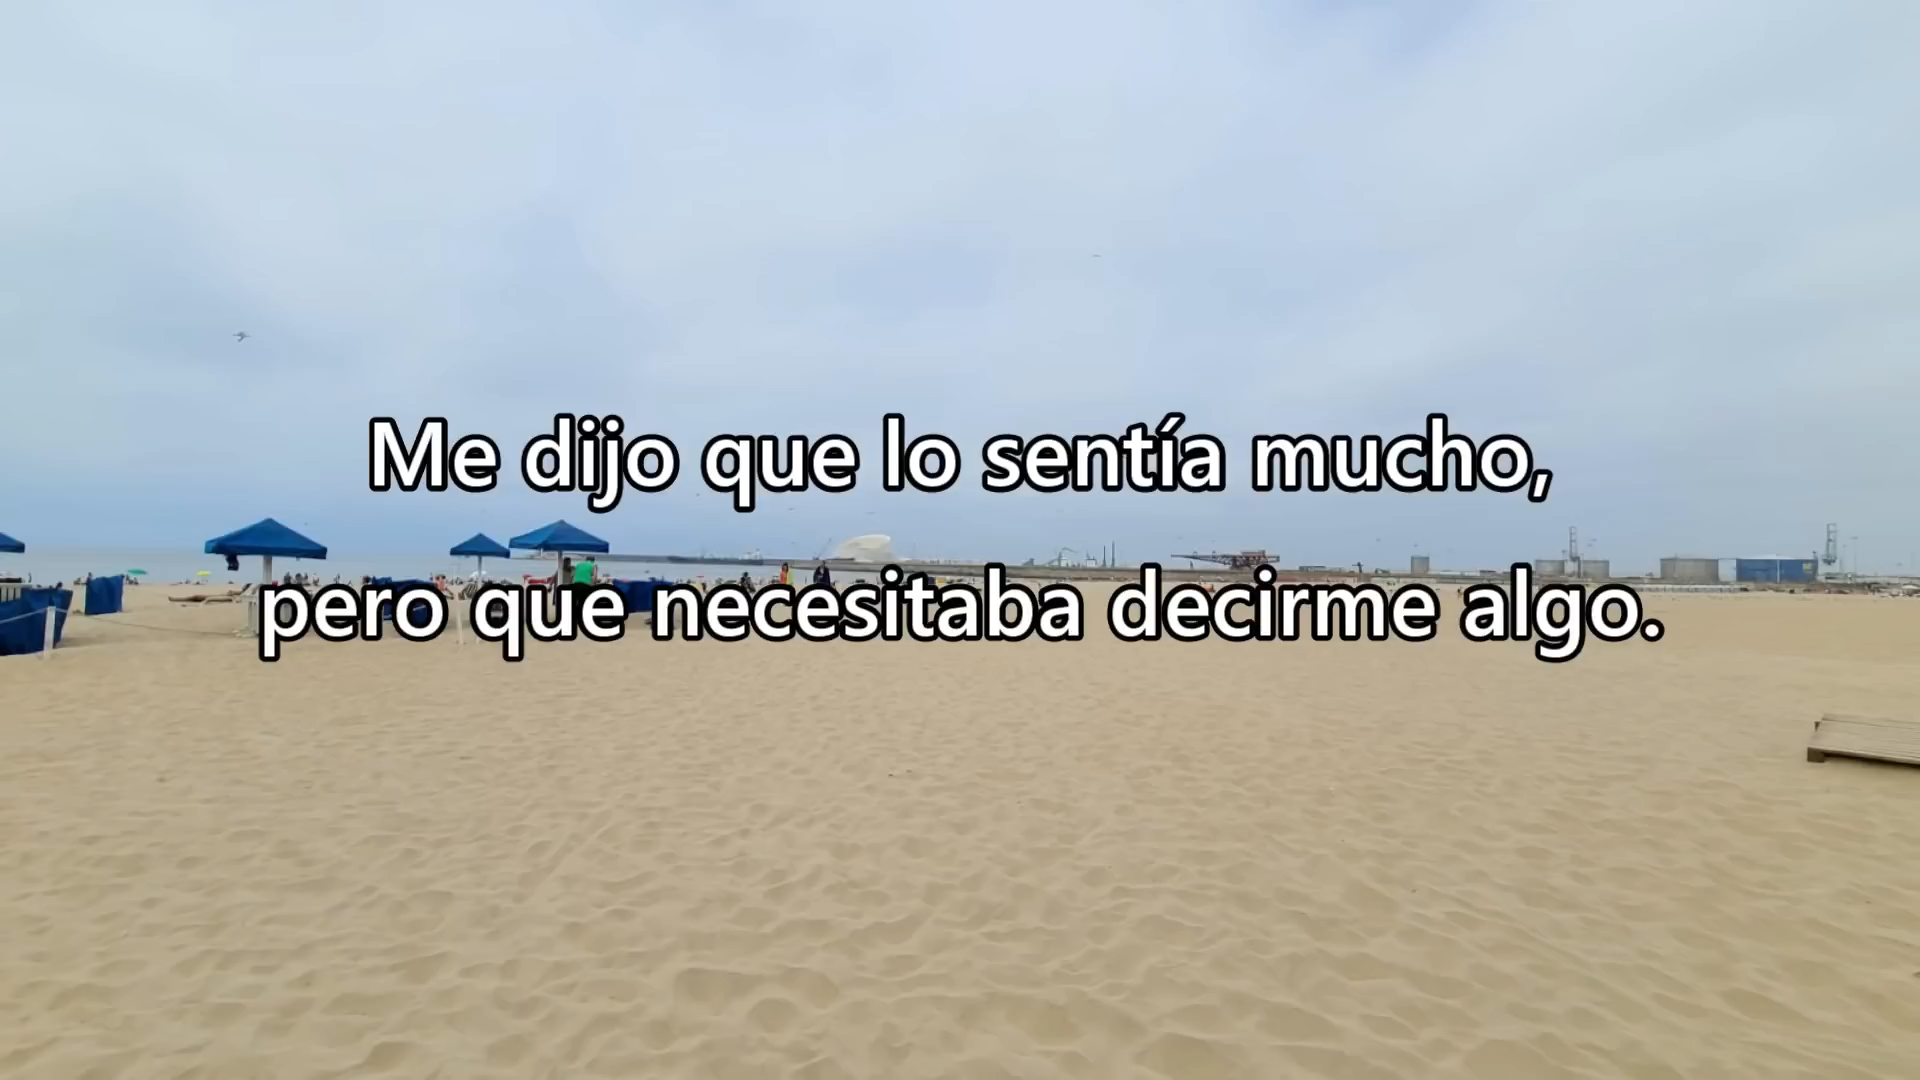 Me dijo que lo sentía mucho,
pero que necesitaba decirme algo.